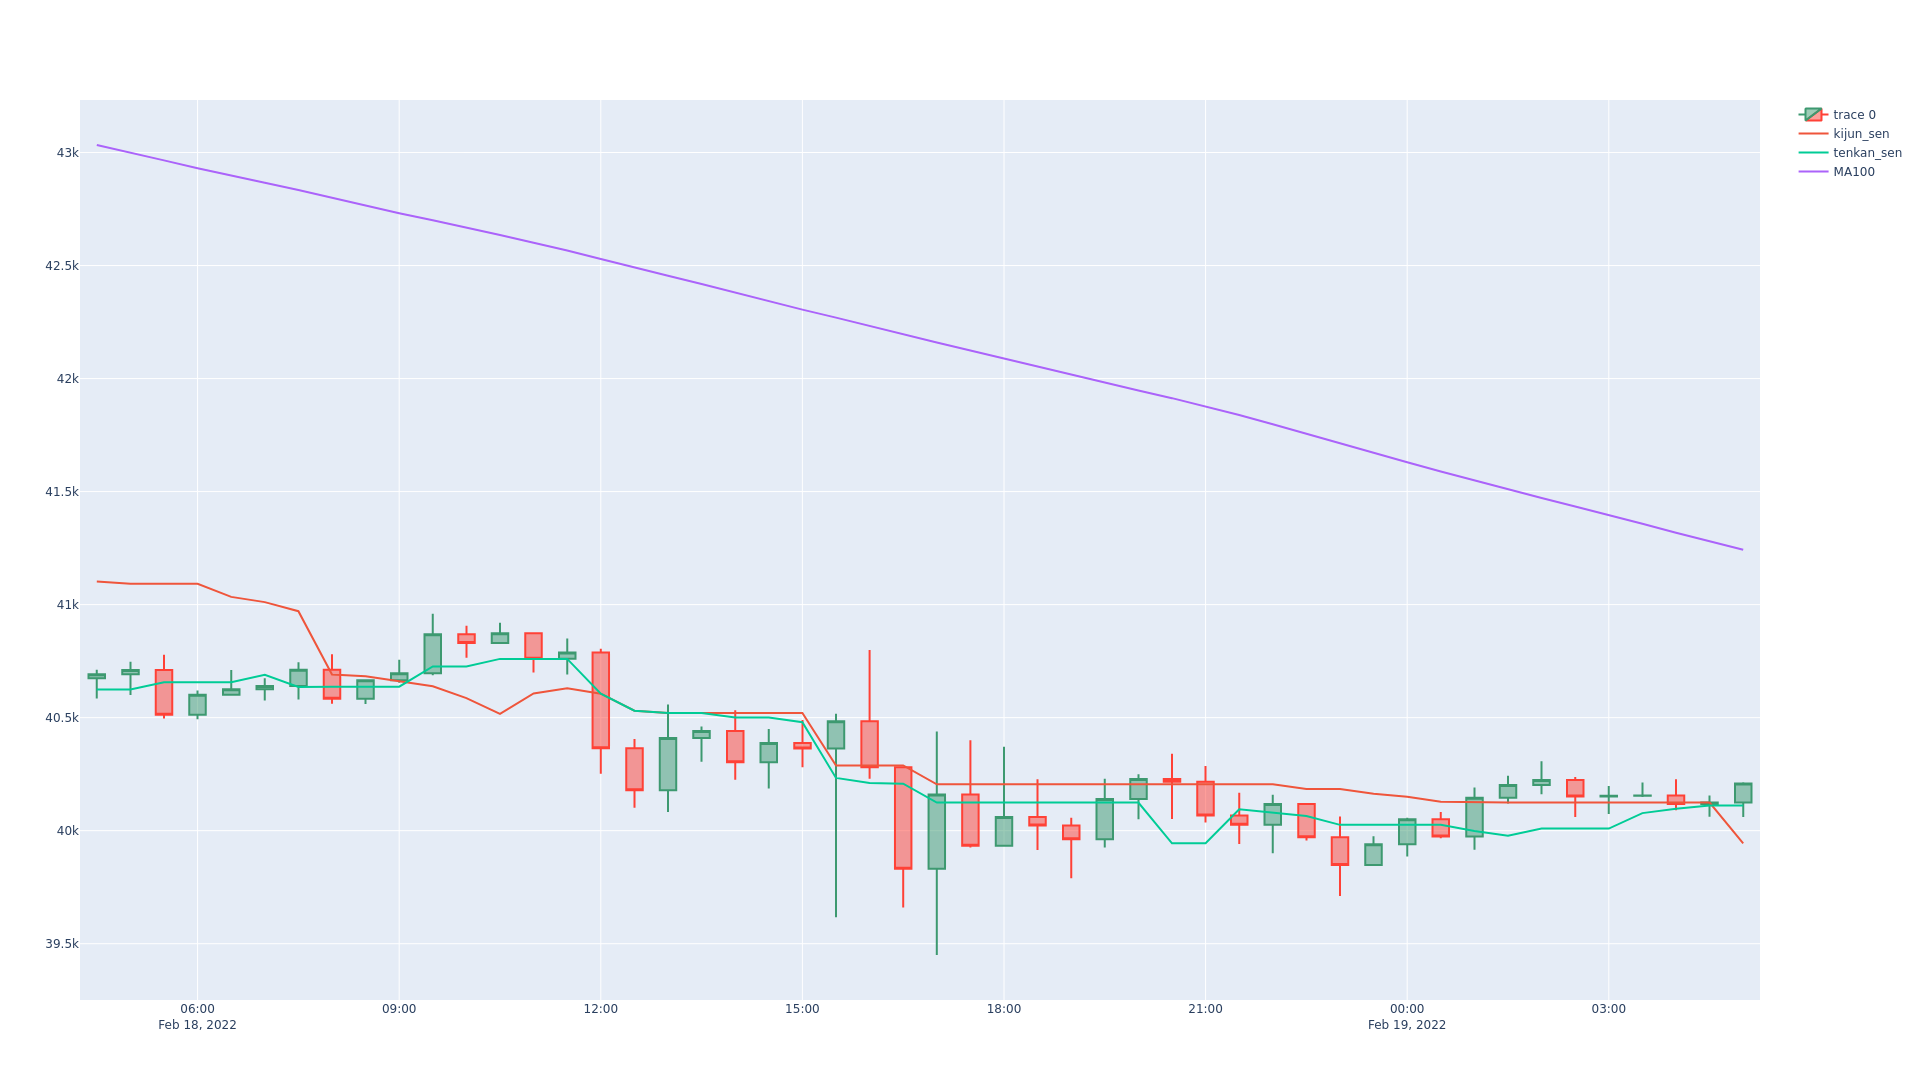 trace 0
kijun_sen
tenkan_sen
MA100
43k
42.5k
42k
41.5k
41k
40.5k
40k
39.5k
06:00 09:00 12:00 15:00 18:00 21:00 00:00 03:00
Feb 18, 2022 Feb 19, 2022